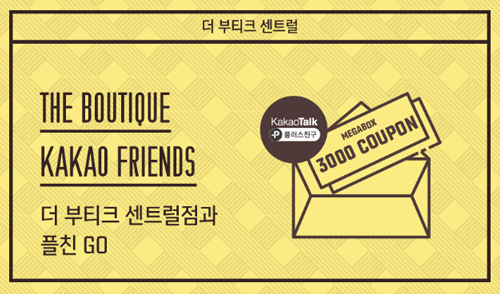 더 부티크 센트럴
THE BOUTIQUE
KAKAO FRIENDS
더 부티크 센트럴점과
플친 GO
KakaoTalk
P 플러스친구
MEGABOX
3000 COUPON